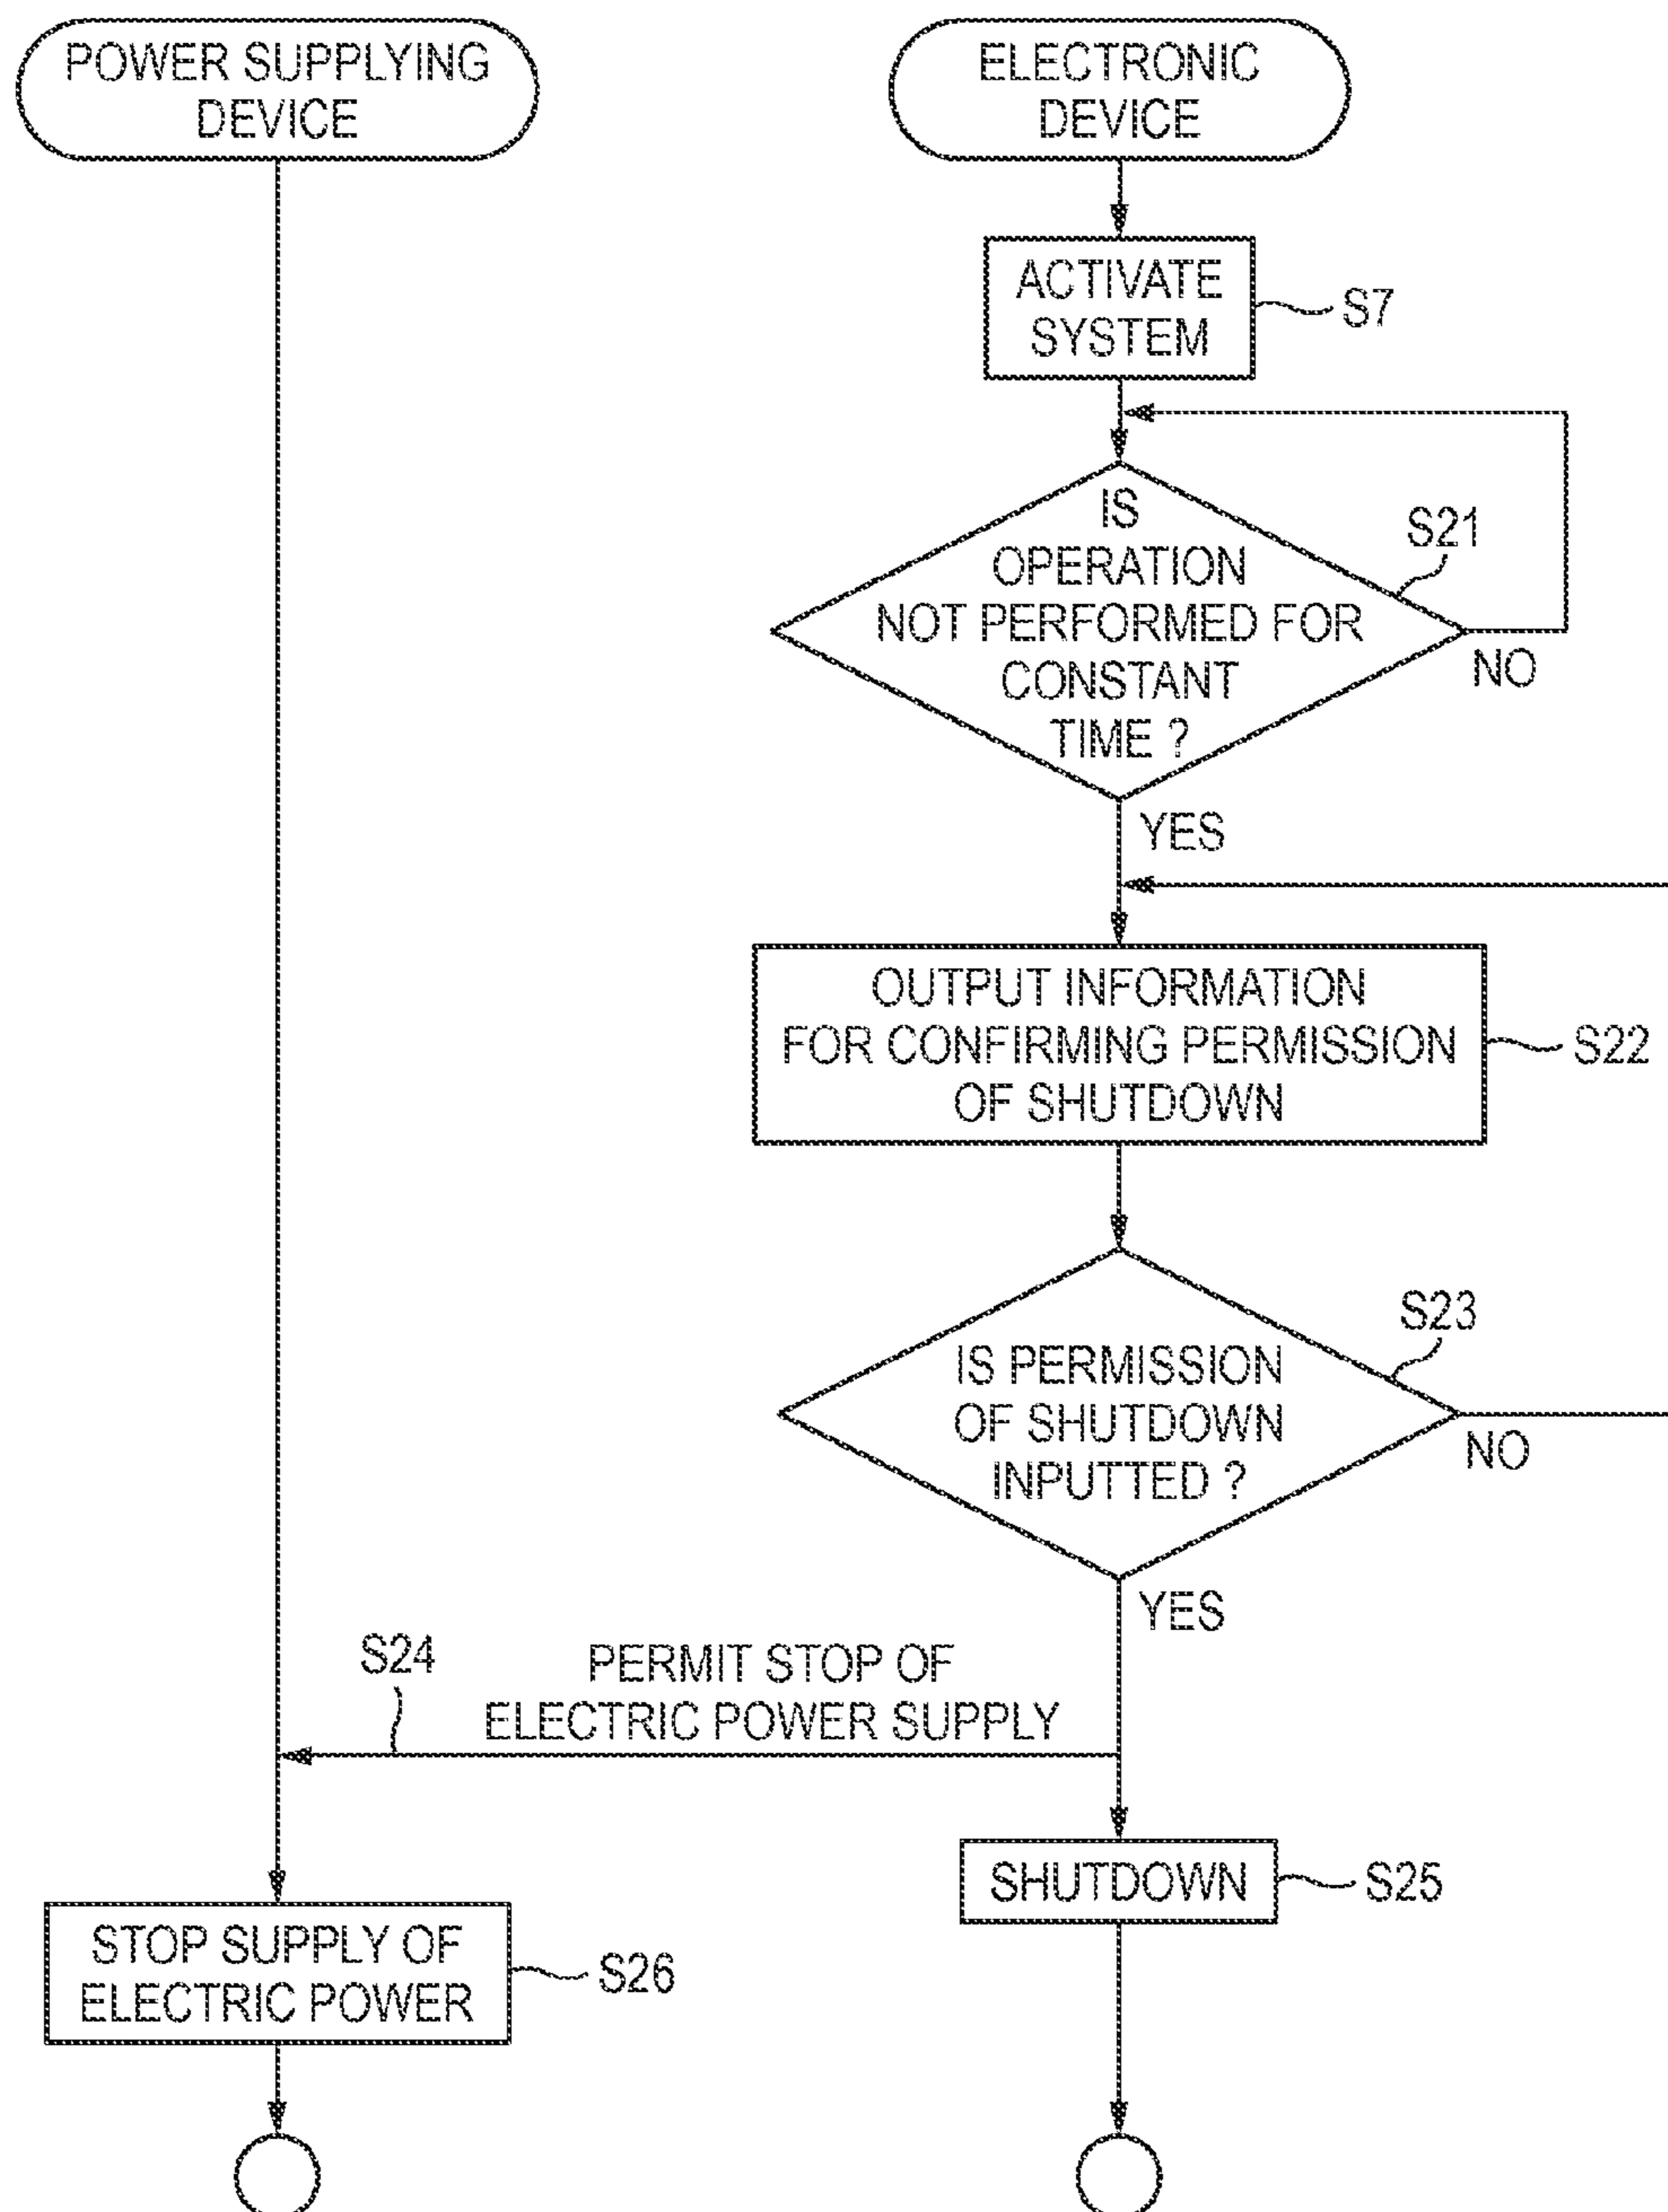 POWER SUPPLYING
DEVICE
ELECTRONIC
DEVICE
ACTIVATE
SYSTEM
S7
IS
OPERATION
NOT PERFORMED FOR
CONSTANT
TIME ?
S21
NO
YES
OUTPUT INFORMATION
FOR CONFIRMING PERMISSION
OF SHUTDOWN
S22
IS PERMISSION
OF SHUTDOWN
INPUTTED ?
S23
NO
YES
S24
PERMIT STOP OF
ELECTRIC POWER SUPPLY
SHUTDOWN
S25
STOP SUPPLY OF
ELECTRIC POWER
S26